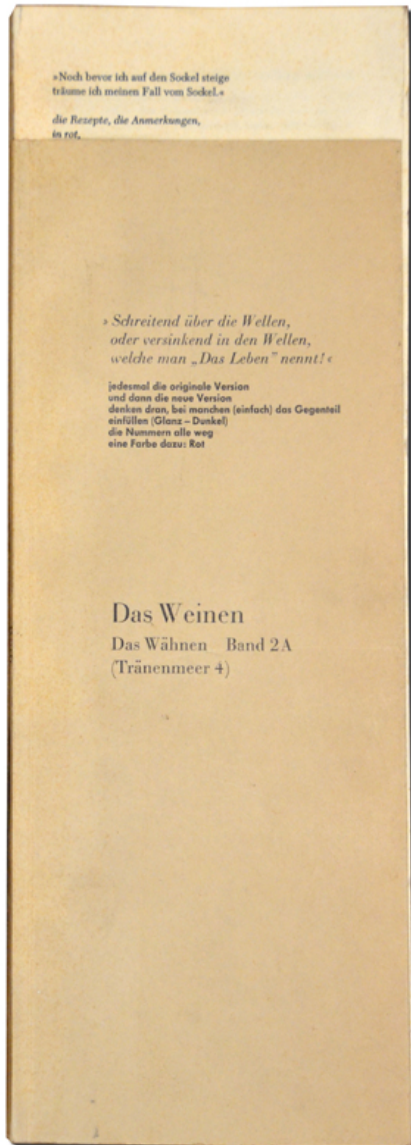 »Noch bevor ich auf den Sockel steige
träume ich meinen Fall vom Sockel.«
die Rezepte, die Anmerkungen,
in rot.
› Schreitend über die Wellen,
oder versinkend in den Wellen,
welche man „Das Leben” nennt! ‹
jedesmal die originale Version
und dann die neue Version
denken dran, bei manchen (einfach) das Gegenteil
einfüllen (Glanz – Dunkel)
die Nummern alle weg
eine Farbe dazu: Rot
Das Weinen
Das Wähnen Band 2A
(Tränenmeer 4)